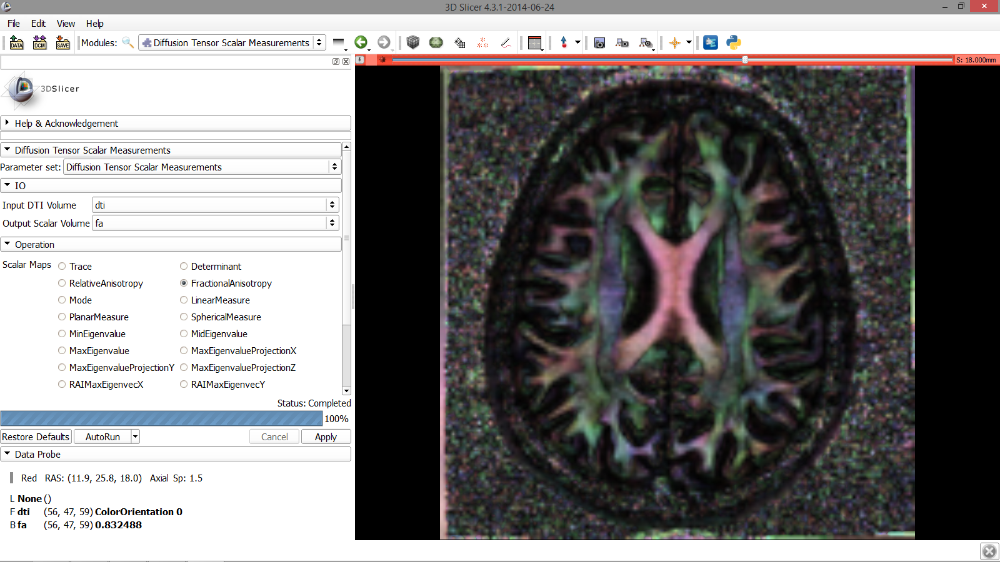 3D Slicer 4.3.1-2014-06-24
File Edit View Help
DATA DCM SAVE Modules: Diffusion Tensor Scalar Measurements
S: 18.000mm
3DSlicer
Help & Acknowledgement
Diffusion Tensor Scalar Measurements
Parameter set: Diffusion Tensor Scalar Measurements
IO
Input DTI Volume dti
Output Scalar Volume fa
Operation
Scalar Maps Trace Determinant
RelativeAnisotropy FractionalAnisotropy
Mode LinearMeasure
PlanarMeasure SphericalMeasure
MinEigenvalue MidEigenvalue
MaxEigenvalue MaxEigenvalueProjectionX
MaxEigenvalueProjectionY MaxEigenvalueProjectionZ
RAIMaxEigenvecX RAIMaxEigenvecY
Status: Completed
100%
Restore Defaults AutoRun Cancel Apply
Data Probe
Red RAS: (11.9, 25.8, 18.0) Axial Sp: 1.5
L None ()
F dti (56, 47, 59) ColorOrientation 0
B fa (56, 47, 59) 0.832488